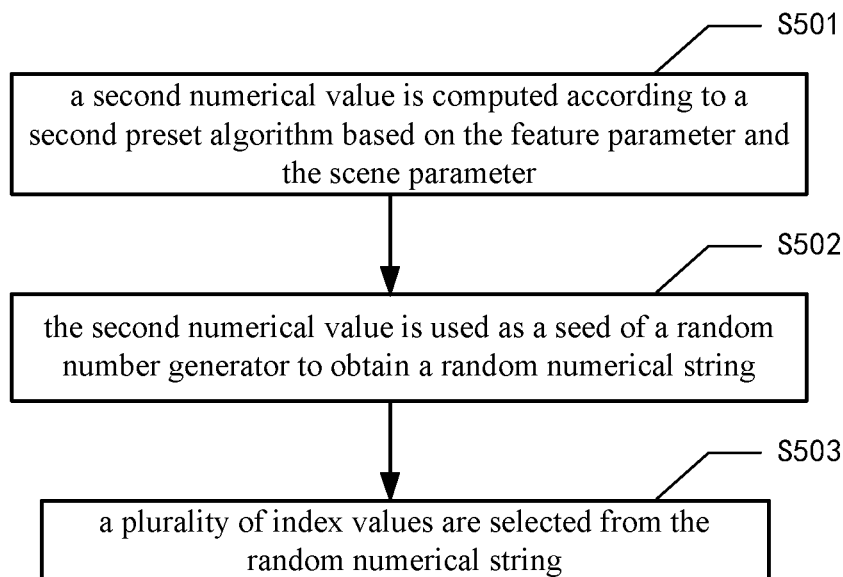 S501
a second numerical value is computed according to a
second preset algorithm based on the feature parameter and
the scene parameter
S502
the second numerical value is used as a seed of a random
number generator to obtain a random numerical string
S503
a plurality of index values are selected from the
random numerical string